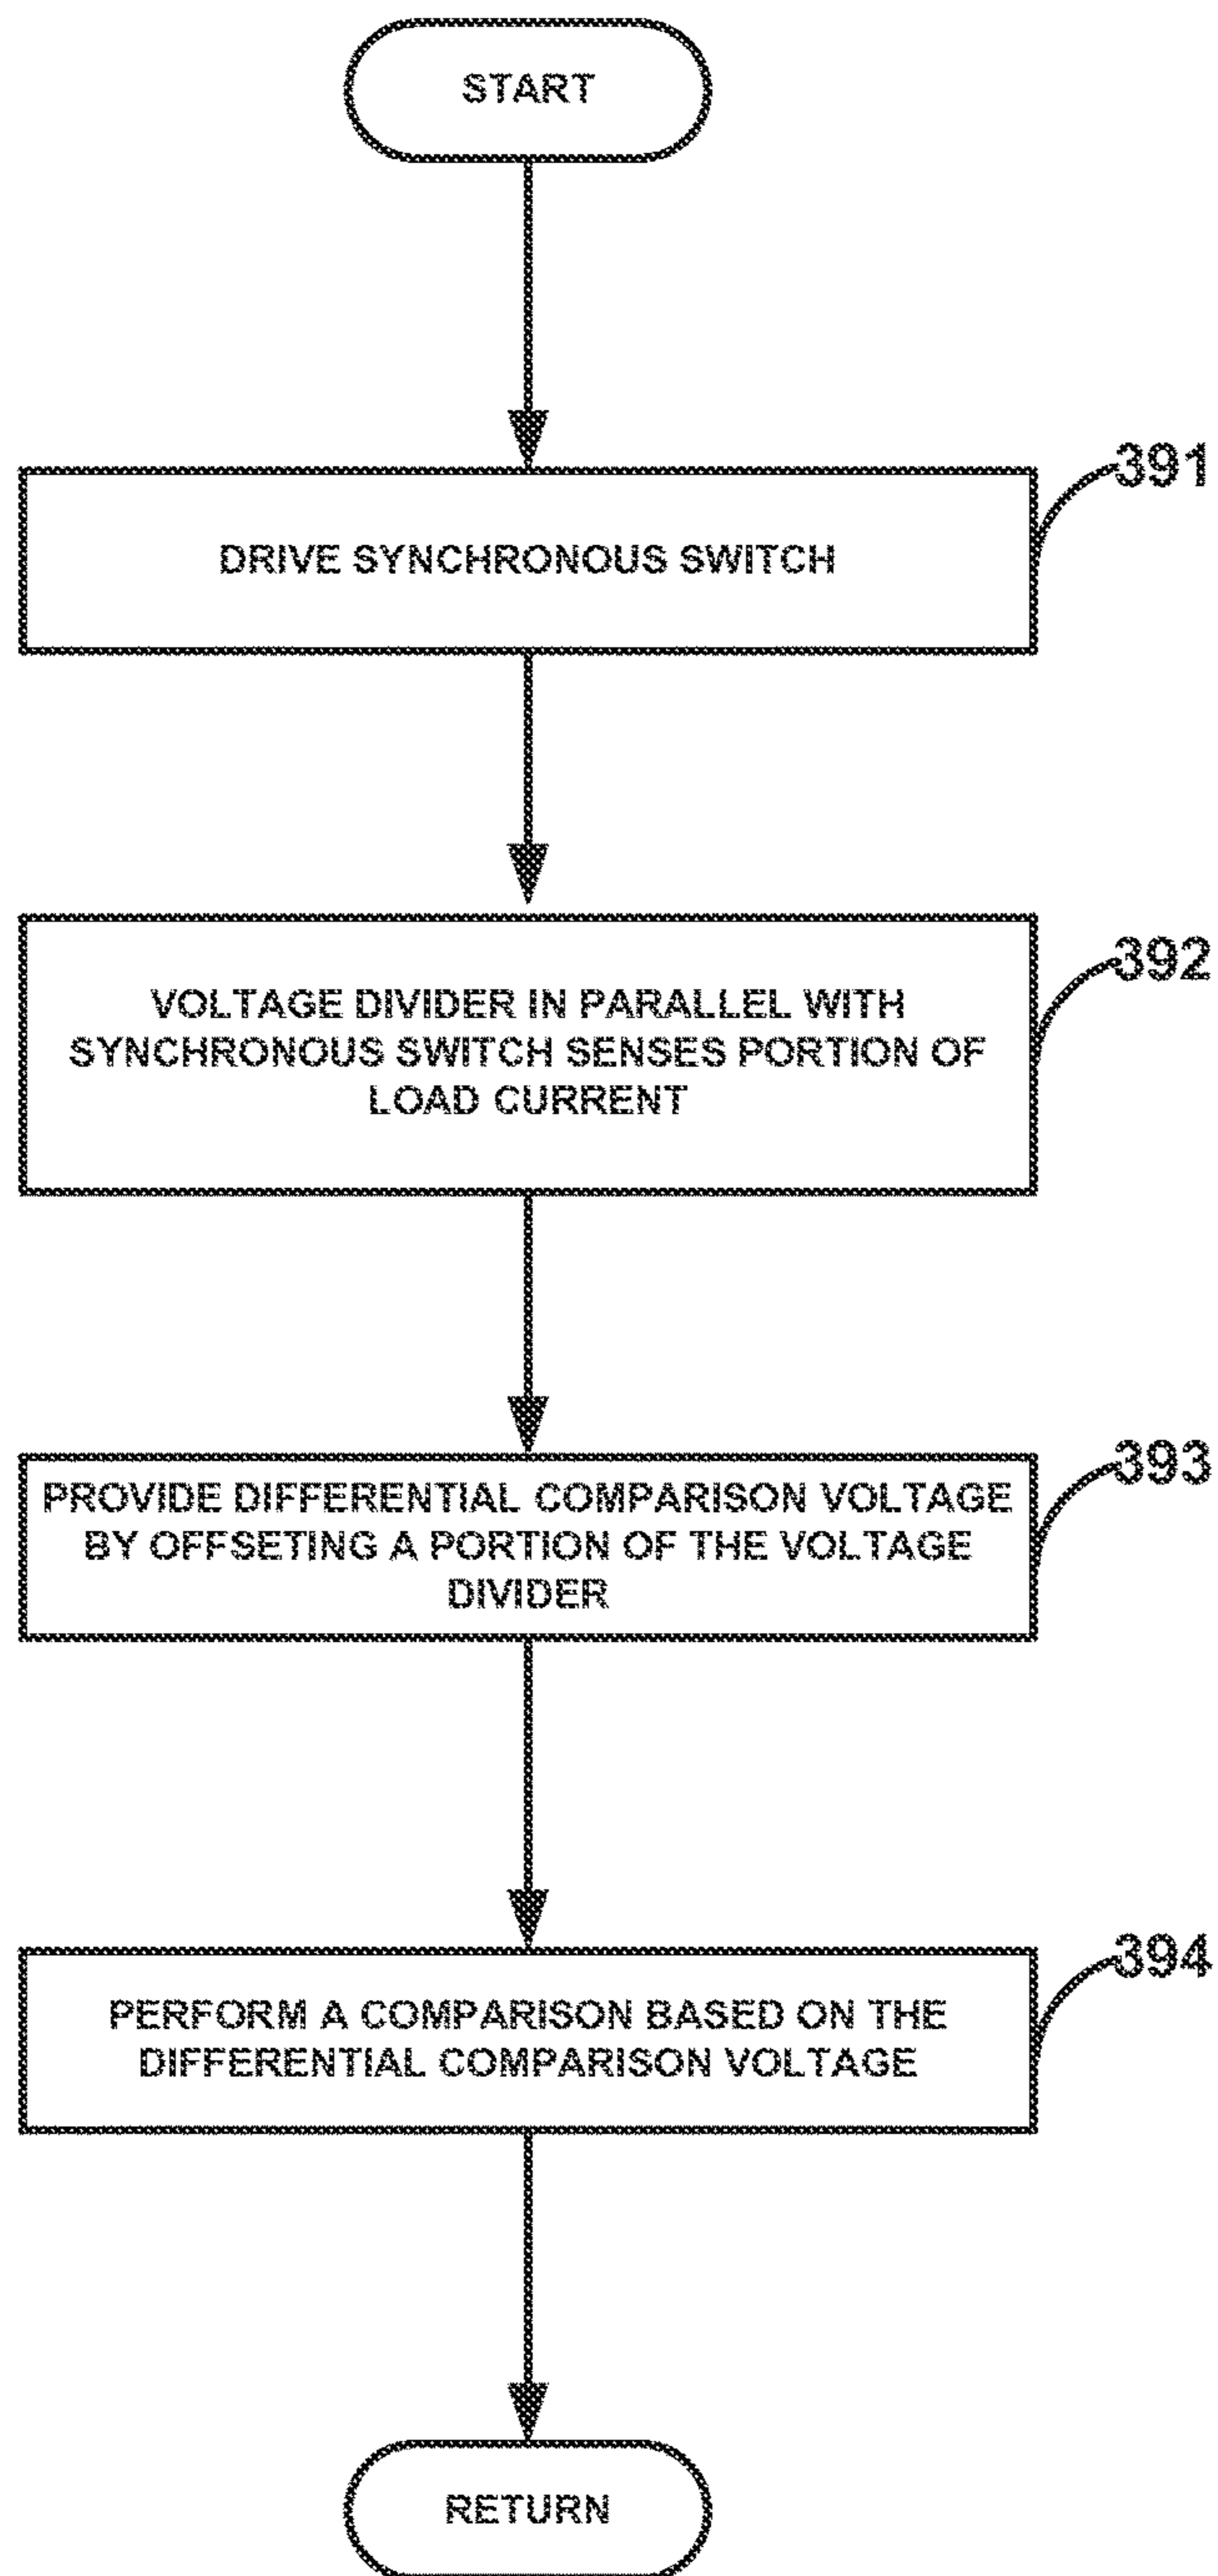 START
391
DRIVE SYNCHRONOUS SWITCH
392
VOLTAGE DIVIDER IN PARALLEL WITH
SYNCHRONOUS SWITCH SENSES PORTION OF
LOAD CURRENT
393
PROVIDE DIFFERENTIAL COMPARISON VOLTAGE
BY OFFSETING A PORTION OF THE VOLTAGE
DIVIDER
394
PERFORM A COMPARISON BASED ON THE
DIFFERENTIAL COMPARISON VOLTAGE
RETURN